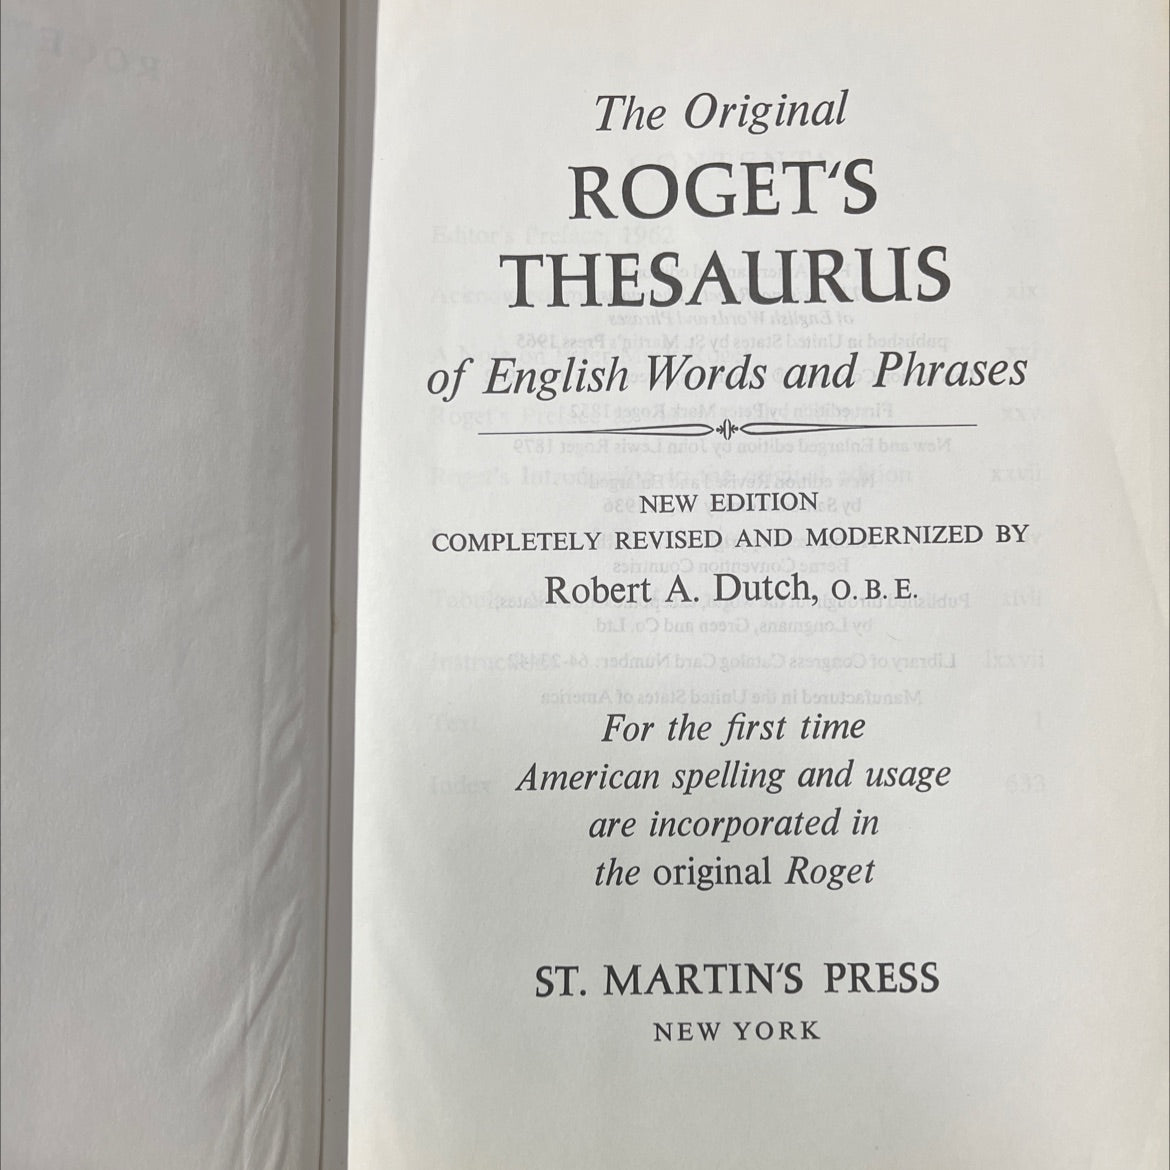 The Original
ROGET'S
THESAURUS
of English Words and Phrases
NEW EDITION
COMPLETELY REVISED AND MODERNIZED BY
Robert A. Dutch, O.B.E.
For the first time
American spelling and usage
are incorporated in
the original Roget
ST. MARTIN'S PRESS
NEW YORK